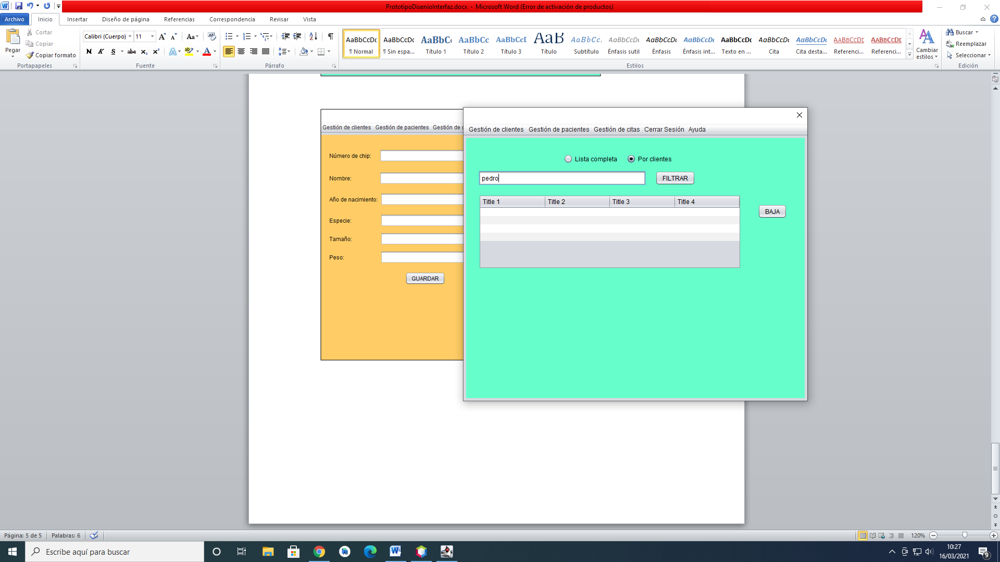 PrototipoDisenioInterfaz.docx - Microsoft Word (Error de activación de productos)
Archivo Inicio Insertar Diseño de página Referencias Correspondencia Revisar Vista
Pegar
Cortar
Copiar
Copiar formato
Portapapeles
Calibri (Cuerpo) 11
N K S abc x₂ x²
Fuente
Párrafo
AaBbCcDc AaBbCcDc AaBbC AaBbCc AaBbCcI AaB AaBbCc. AaBbCcDc AaBbCcDc AaBbCcDc AaBbCcDc AaBbCcDc AaBbCcDc AABBCCDE AABBCCDE
¶ Normal ¶ Sin espa... Título 1 Título 2 Título 3 Título Subtítulo Énfasis sutil Énfasis Énfasis int... Texto en ... Cita Cita desta... Referenci... Referenci...
Estilos
Cambiar estilos
Buscar
Reemplazar
Seleccionar
Edición
Gestión de clientes Gestión de pacientes Gestión de c
Número de chip:
Nombre:
Año de nacimiento:
Especie:
Tamaño:
Peso:
GUARDAR
Gestión de clientes Gestión de pacientes Gestión de citas Cerrar Sesión Ayuda
Lista completa Por clientes
pedro FILTRAR
Title 1 Title 2 Title 3 Title 4
BAJA
Página: 5 de 5 Palabras: 6
120%
Escribe aquí para buscar
10:27
16/03/2021
9